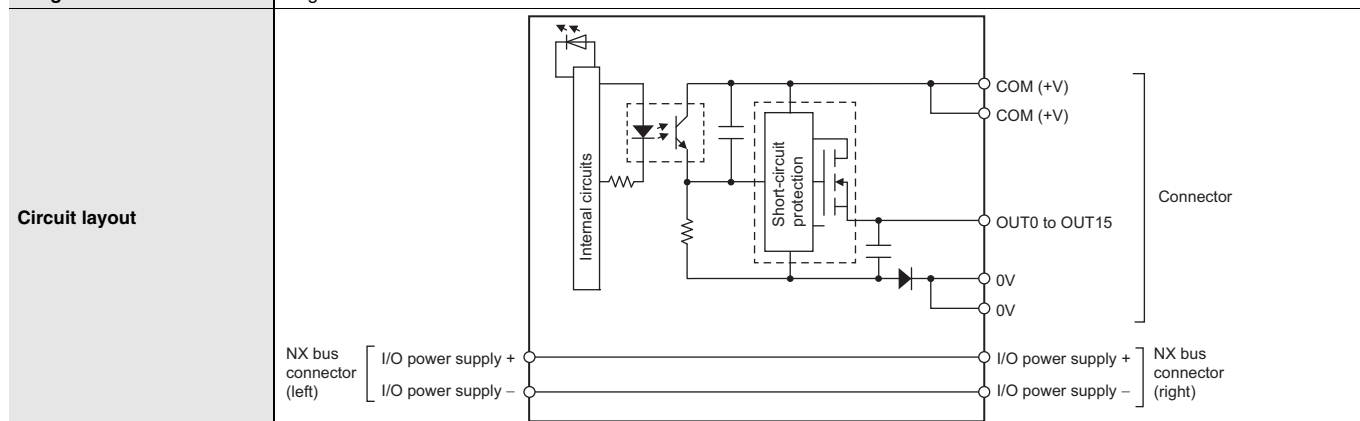 Circuit layout
Internal circuits
Short-circuit
protection
COM (+V)
COM (+V)
OUT0 to OUT15
0V
0V
Connector
NX bus
connector
(left)
I/O power supply +
I/O power supply –
I/O power supply +
I/O power supply –
NX bus
connector
(right)